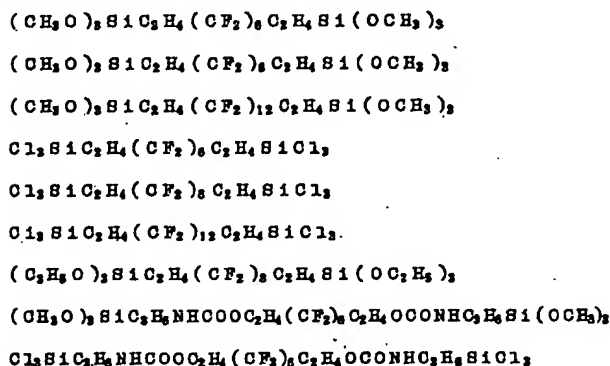 (CH₃O)₃SiC₂H₄(CF₂)₆C₂H₄Si(OCH₃)₃
(CH₃O)₃SiC₂H₄(CF₂)₈C₂H₄Si(OCH₃)₃
(CH₃O)₃SiC₂H₄(CF₂)₁₂C₂H₄Si(OCH₃)₃
Cl₃SiC₂H₄(CF₂)₆C₂H₄SiCl₃
Cl₃SiC₂H₄(CF₂)₈C₂H₄SiCl₃
Cl₃SiC₂H₄(CF₂)₁₂C₂H₄SiCl₃.
(C₂H₅O)₃SiC₂H₄(CF₂)₈C₂H₄Si(OC₂H₅)₃
(CH₃O)₃SiC₃H₆NHCOOC₂H₄(CF₂)₆C₂H₄OCONHC₃H₆Si(OCH₃)₃
Cl₃SiC₃H₆NHCOOC₂H₄(CF₂)₆C₂H₄OCONHC₃H₆SiCl₃